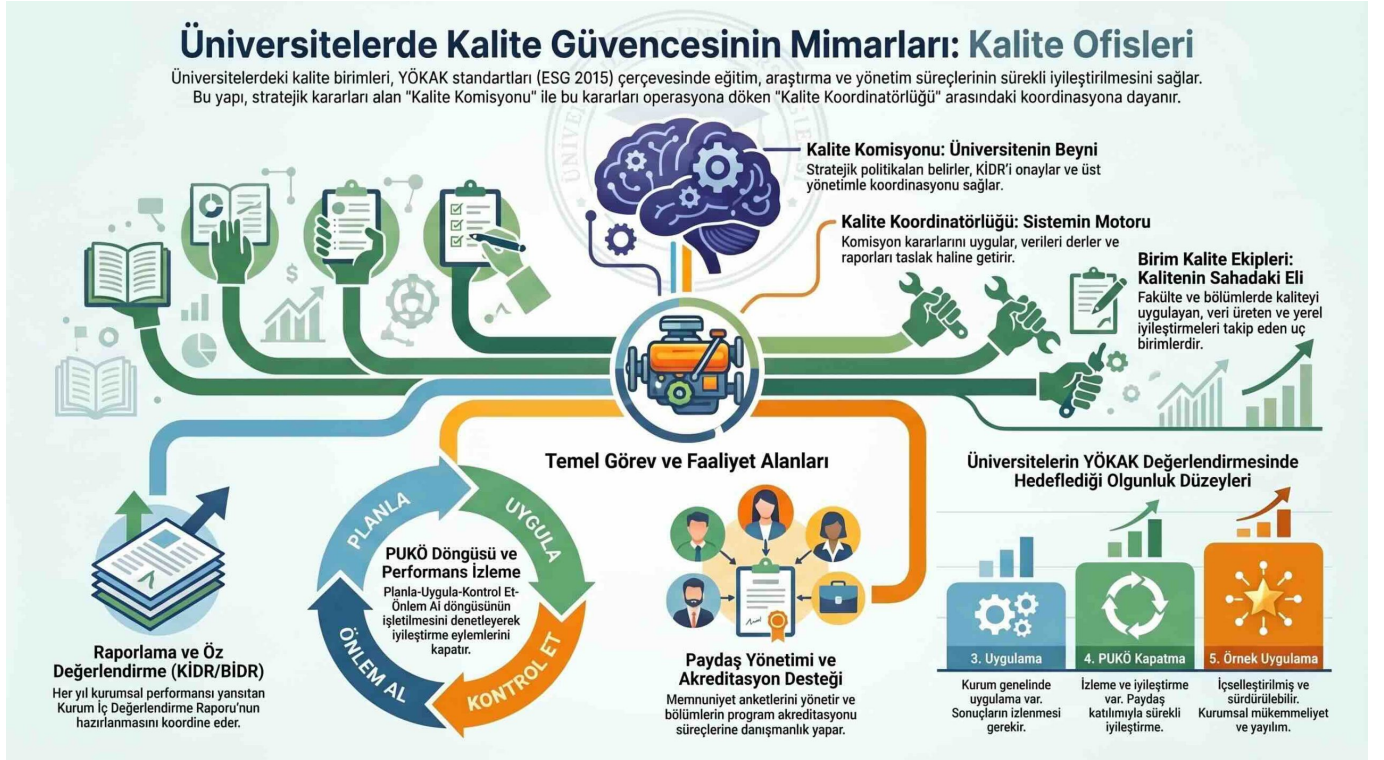 Üniversitelerde Kalite Güvencesinin Mimarları: Kalite Ofisleri
Üniversitelerdeki kalite birimleri, YÖKAK standartları (ESG 2015) çerçevesinde eğitim, araştırma ve yönetim süreçlerinin sürekli iyileştirilmesini sağlar.
Bu yapı, stratejik kararları alan "Kalite Komisyonu" ile bu kararları operasyona döken "Kalite Koordinatörlüğü" arasındaki koordinasyona dayanır.
Kalite Komisyonu: Üniversitenin Beyni
Stratejik politikaları belirler, KİDR'i onaylar ve üst
yönetimle koordinasyonu sağlar.
Kalite Koordinatörlüğü: Sistemin Motoru
Komisyon kararlarını uygular, verileri derler ve
raporları taslak haline getirir.
Birim Kalite Ekipleri:
Kalitenin Sahadaki Eli
Fakülte ve bölümlerde kaliteyi
uygulayan, veri üreten ve yerel
iyileştirmeleri takip eden uç
birimlerdir.
Temel Görev ve Faaliyet Alanları
Raporlama ve Öz
Değerlendirme (KİDR/BİDR)
Her yıl kurumsal performansı yansıtan
Kurum İç Değerlendirme Raporu'nun
hazırlanmasını koordine eder.
PLANLA
UYGULA
KONTROL ET
ÖNLEM AL
PUKÖ Döngüsü ve
Performans İzleme
Planla-Uygula-Kontrol Et-
Önlem Ai döngüsünün
işletilmesini denetleyerek
iyileştirme eylemlerini
kapatır.
Paydaş Yönetimi ve
Akreditasyon Desteği
Memnuniyet anketlerini yönetir ve
bölümlerin program akreditasyonu
süreçlerine danışmanlık yapar.
Üniversitelerin YÖKAK Değerlendirmesinde
Hedeflediği Olgunluk Düzeyleri
3. Uygulama
Kurum genelinde
uygulama var.
Sonuçların izlenmesi
gerekir.
4. PUKÖ Kapatma
İzleme ve iyileştirme
var. Paydaş
katılımıyla sürekli
iyileştirme.
5. Örnek Uygulama
İçselleştirilmiş ve
sürdürülebilir.
Kurumsal mükemmeliyet
ve yayılım.